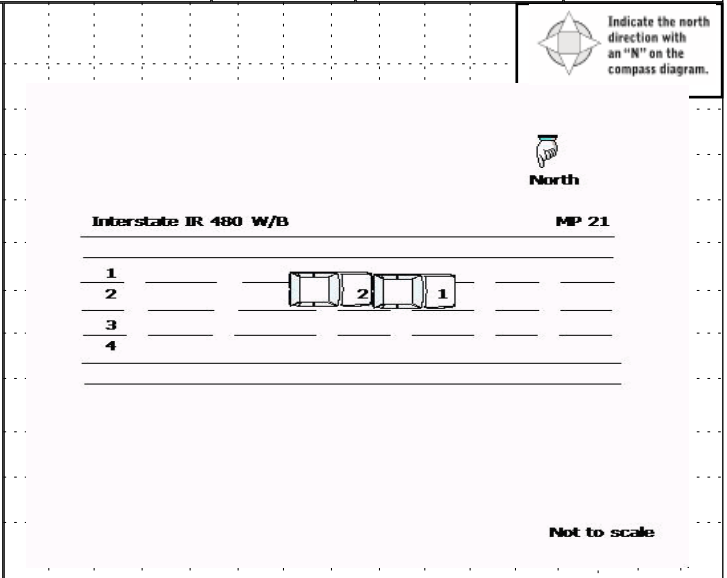 Indicate the north
direction with
an “N” on the
compass diagram.
North
Interstate IR 480 W/B MP 21
1
2
2 1
3
4
Not to scale